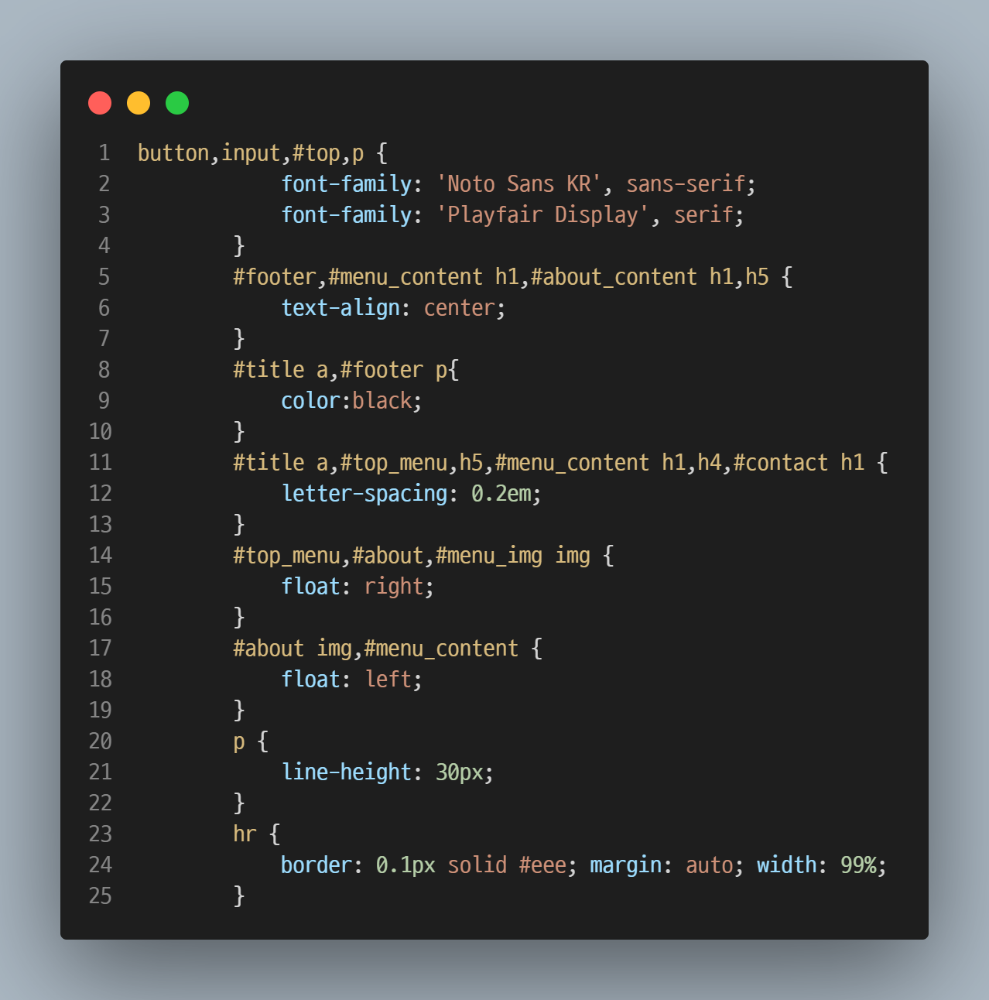 1 button,input,#top,p {
2             font-family: 'Noto Sans KR', sans-serif;
3             font-family: 'Playfair Display', serif;
4         }
5         #footer,#menu_content h1,#about_content h1,h5 {
6             text-align: center;
7         }
8         #title a,#footer p{
9             color:black;
10         }
11         #title a,#top_menu,h5,#menu_content h1,h4,#contact h1 {
12             letter-spacing: 0.2em;
13         }
14         #top_menu,#about,#menu_img img {
15             float: right;
16         }
17         #about img,#menu_content {
18             float: left;
19         }
20         p {
21             line-height: 30px;
22         }
23         hr {
24             border: 0.1px solid #eee; margin: auto; width: 99%;
25         }